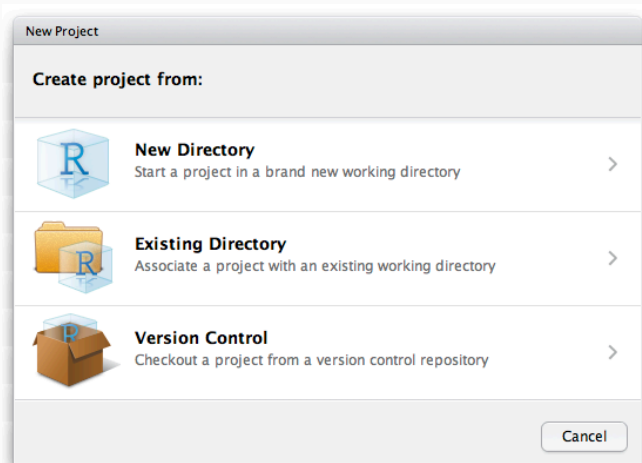 New Project
Create project from:
R
New Directory
Start a project in a brand new working directory
R
Existing Directory
Associate a project with an existing working directory
R
Version Control
Checkout a project from a version control repository
Cancel